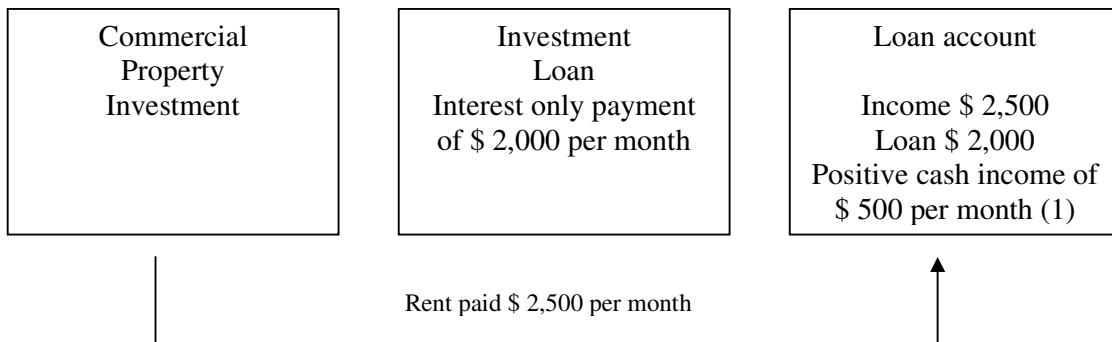 Commercial
Property
Investment
Investment
Loan
Interest only payment
of $ 2,000 per month
Loan account
Income $ 2,500
Loan $ 2,000
Positive cash income of
$ 500 per month (1)
Rent paid $ 2,500 per month